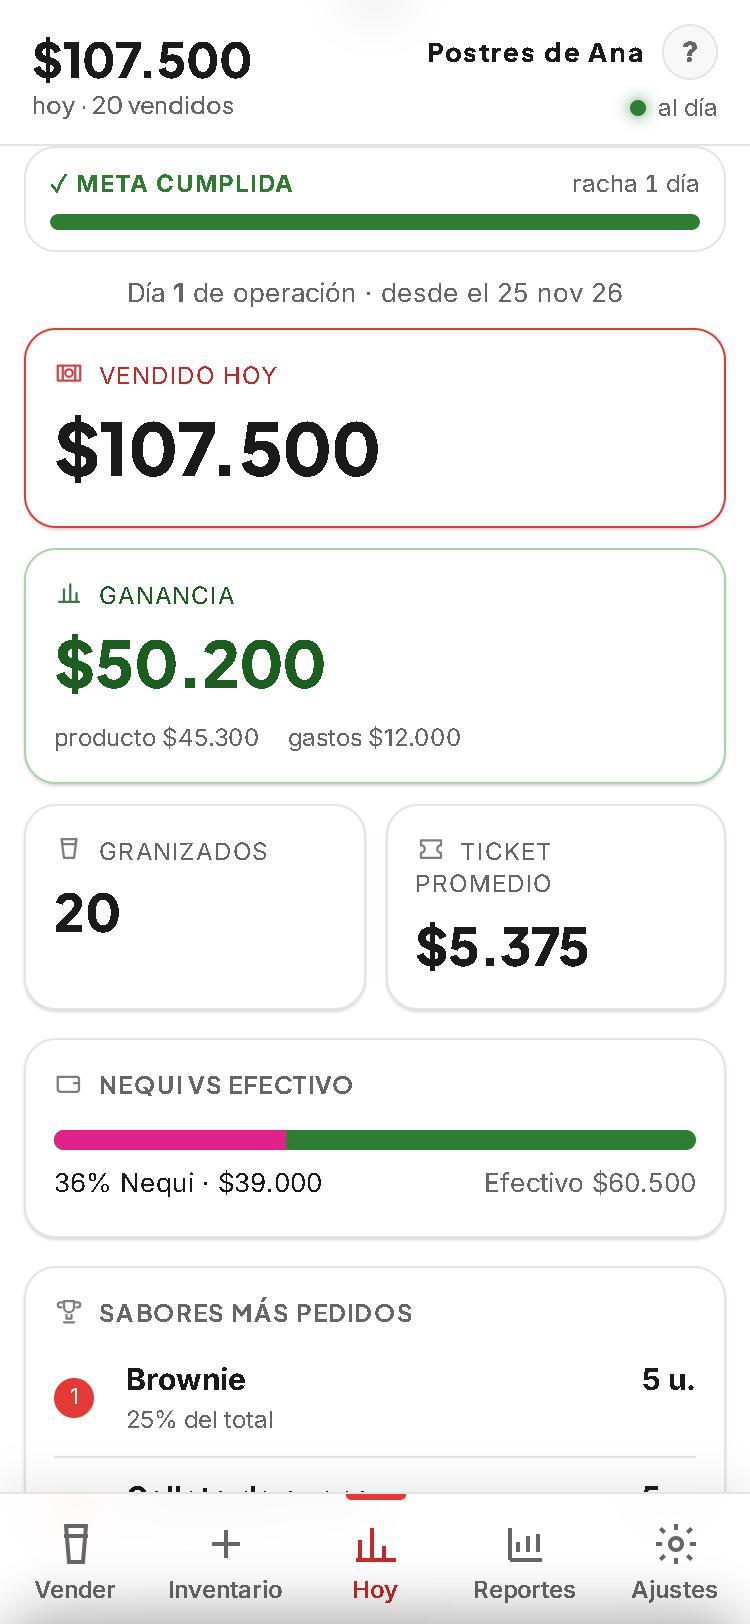 $107.500
Postres de Ana
?
hoy · 20 vendidos
al día
✓ META CUMPLIDA
racha 1 día
Día 1 de operación · desde el 25 nov 26
VENDIDO HOY
$107.500
GANANCIA
$50.200
producto $45.300 gastos $12.000
GRANIZADOS
20
TICKET
PROMEDIO
$5.375
NEQUI VS EFECTIVO
36% Nequi · $39.000
Efectivo $60.500
SABORES MÁS PEDIDOS
1
Brownie
5 u.
25% del total
Vender
Inventario
Hoy
Reportes
Ajustes